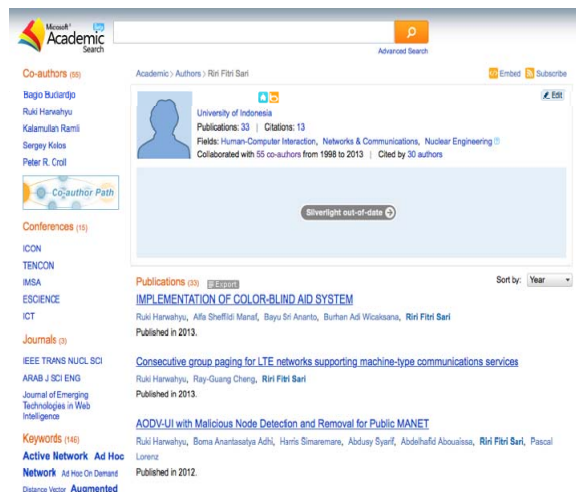 Microsoft
Academic
Search
Advanced Search
Academic > Authors > Riri Fitri Sari
Embed Subscribe
Co-authors (55)
Bagio Budiardjo
Ruki Harwahyu
Kalamullah Ramli
Sergey Kolos
Peter R. Croll
Co-author Path
Conferences (15)
ICON
TENCON
IMSA
ESCIENCE
ICT
Journals (3)
IEEE TRANS NUCL SCI
ARAB J SCI ENG
Journal of Emerging
Technologies in Web
Intelligence
Keywords (146)
Active Network Ad Hoc
Network Ad Hoc On Demand
Distance Vector Augmented
Edit
University of Indonesia
Publications: 33 | Citations: 13
Fields: Human-Computer Interaction, Networks & Communications, Nuclear Engineering
Collaborated with 55 co-authors from 1998 to 2013 | Cited by 30 authors
Silverlight out-of-date
Publications (33) Export
Sort by: Year
IMPLEMENTATION OF COLOR-BLIND AID SYSTEM
Ruki Harwahyu, Alfa Sheffildi Manaf, Bayu Sri Ananto, Burhan Adi Wicaksana, Riri Fitri Sari
Published in 2013.
Consecutive group paging for LTE networks supporting machine-type communications services
Ruki Harwahyu, Ray-Guang Cheng, Riri Fitri Sari
Published in 2013.
AODV-UI with Malicious Node Detection and Removal for Public MANET
Ruki Harwahyu, Boma Anantasatya Adhi, Harris Simaremare, Abdusy Syarif, Abdelhafid Abouaissa, Riri Fitri Sari, Pascal
Lorenz
Published in 2012.